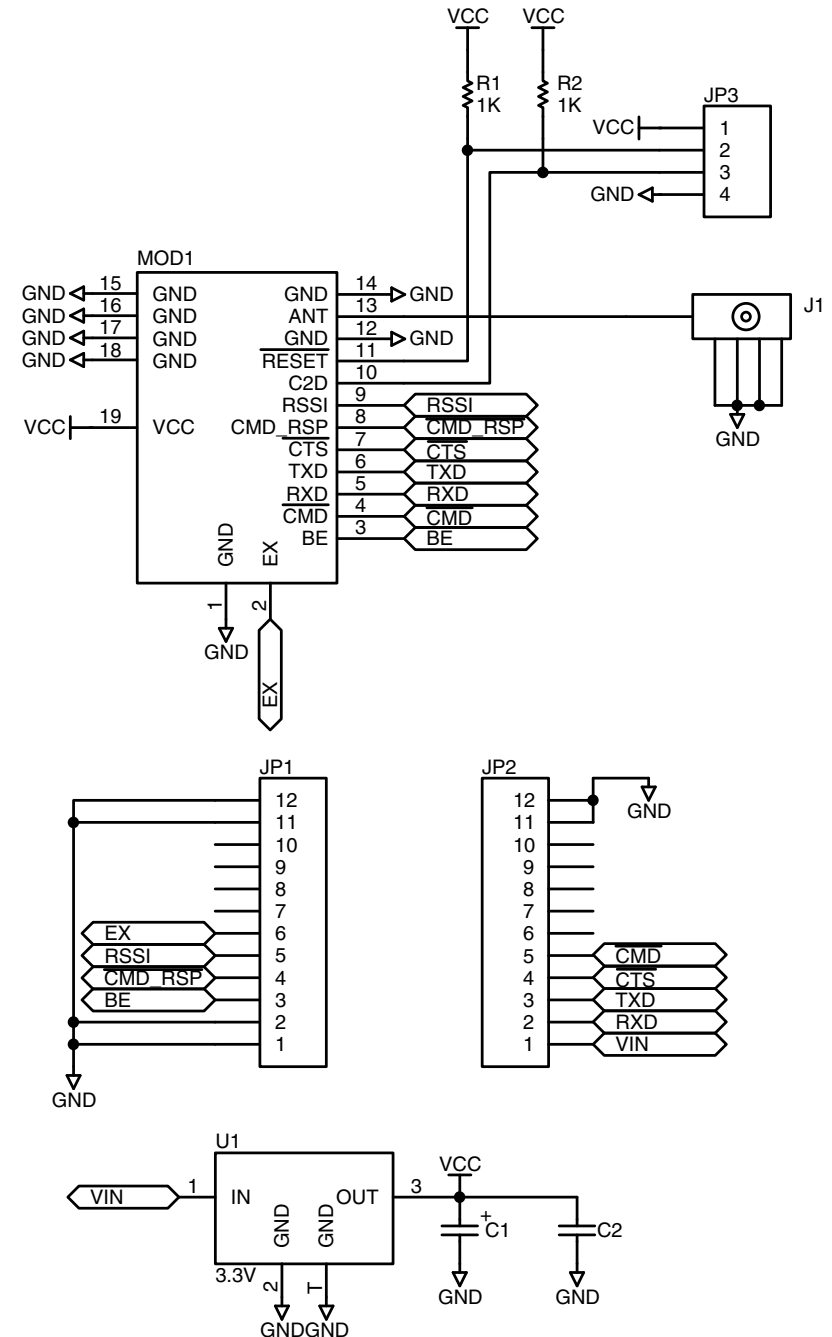 VCC VCC
R1
1K
R2
1K
JP3
VCC 1
2
3
GND 4
MOD1
GND 15 GND
GND 16 GND
GND 17 GND
GND 18 GND
VCC 19 VCC
GND 14 GND
ANT 13
GND 12 GND
RESET 11
C2D 10
RSSI 9 RSSI
CMD_RSP 8 CMD_RSP
CTS 7 CTS
TXD 6 TXD
RXD 5 RXD
CMD 4 CMD
BE 3 BE
GND EX
1 2
GND
EX
J1
GND
JP1
12
11
10
9
8
7
EX 6
RSSI 5
CMD_RSP 4
BE 3
2
1
GND
JP2
12
11
GND
10
9
8
7
6
5 CMD
4 CTS
3 TXD
2 RXD
1 VIN
U1
VIN 1 IN
GND GND
OUT 3
3.3V
2 T
GND GND
VCC
+
C1
C2
GND GND